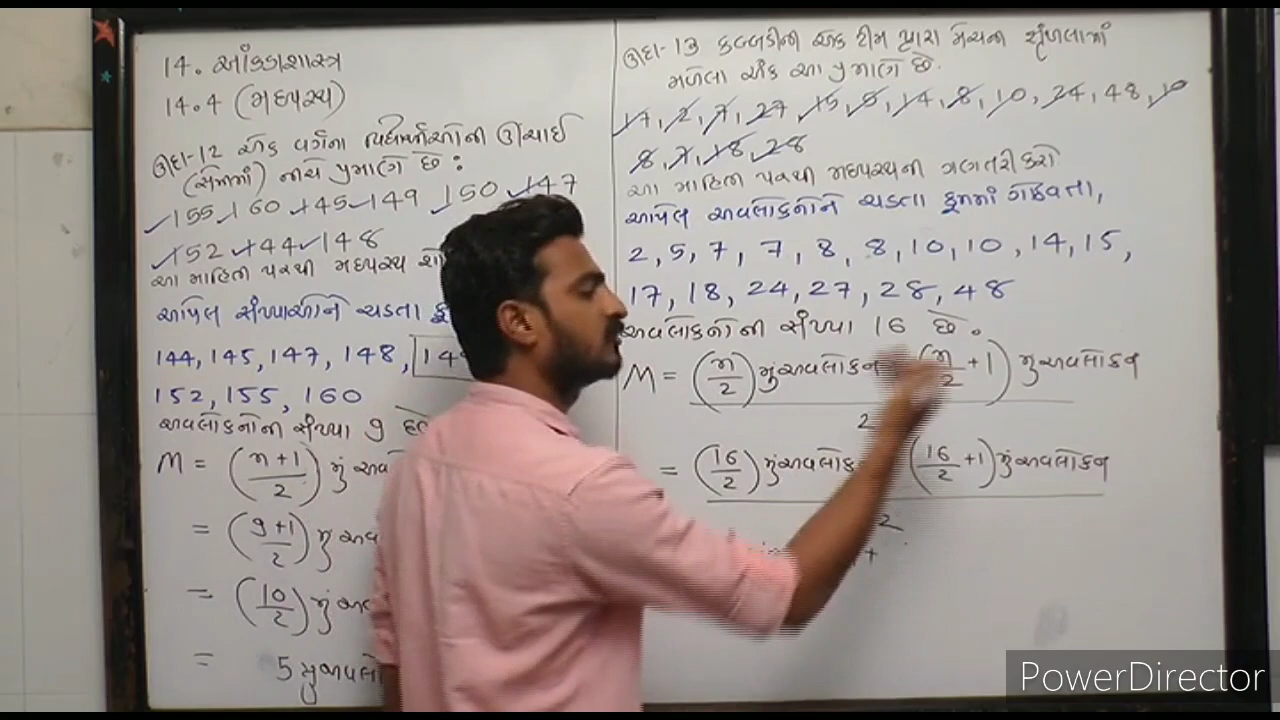 14. આંકડાશાસ્ત્ર
14.4 (મધ્યસ્થ)
ઉદા-12 એક વર્ગના વિદ્યાર્થીઓની ઊંચાઈ
(સેમીમાં) નીચે પ્રમાણે છે :
155, 160 145, 149 150 147
152, 144, 148
આ માહિતી પરથી મધ્યસ્થ
આપેલ સંખ્યાઓને ચડતા
144, 145, 147, 148,
152, 155, 160
અવલોકનોની સંખ્યા 9
M = (n+1/2) મું
= (9+1/2) મું
= (10/2) મું
= 5 મું
ઉદા-13 કબડ્ડીની એક ટીમ દ્વારા મેચની શૃંખલામાં
મળેલા અંક આ પ્રમાણે છે.
17, 2, 7, 27, 15, 5, 14, 8, 10, 24, 48, 10
8, 7, 18, 28
આ માહિતી પરથી મધ્યસ્થની ગણતરી કરો
આપેલ અવલોકનોને ચડતા ક્રમમાં ગોઠવતા,
2, 5, 7, 7, 8, 8, 10, 10, 14, 15,
17, 18, 24, 27, 28, 48
અવલોકનોની સંખ્યા 16 છે.
M = (n/2) મું અવલોકન (n/2 + 1) મું અવલોકન
2
= (16/2) મું (16/2 + 1) મું અવલોકન
2
+
PowerDirector